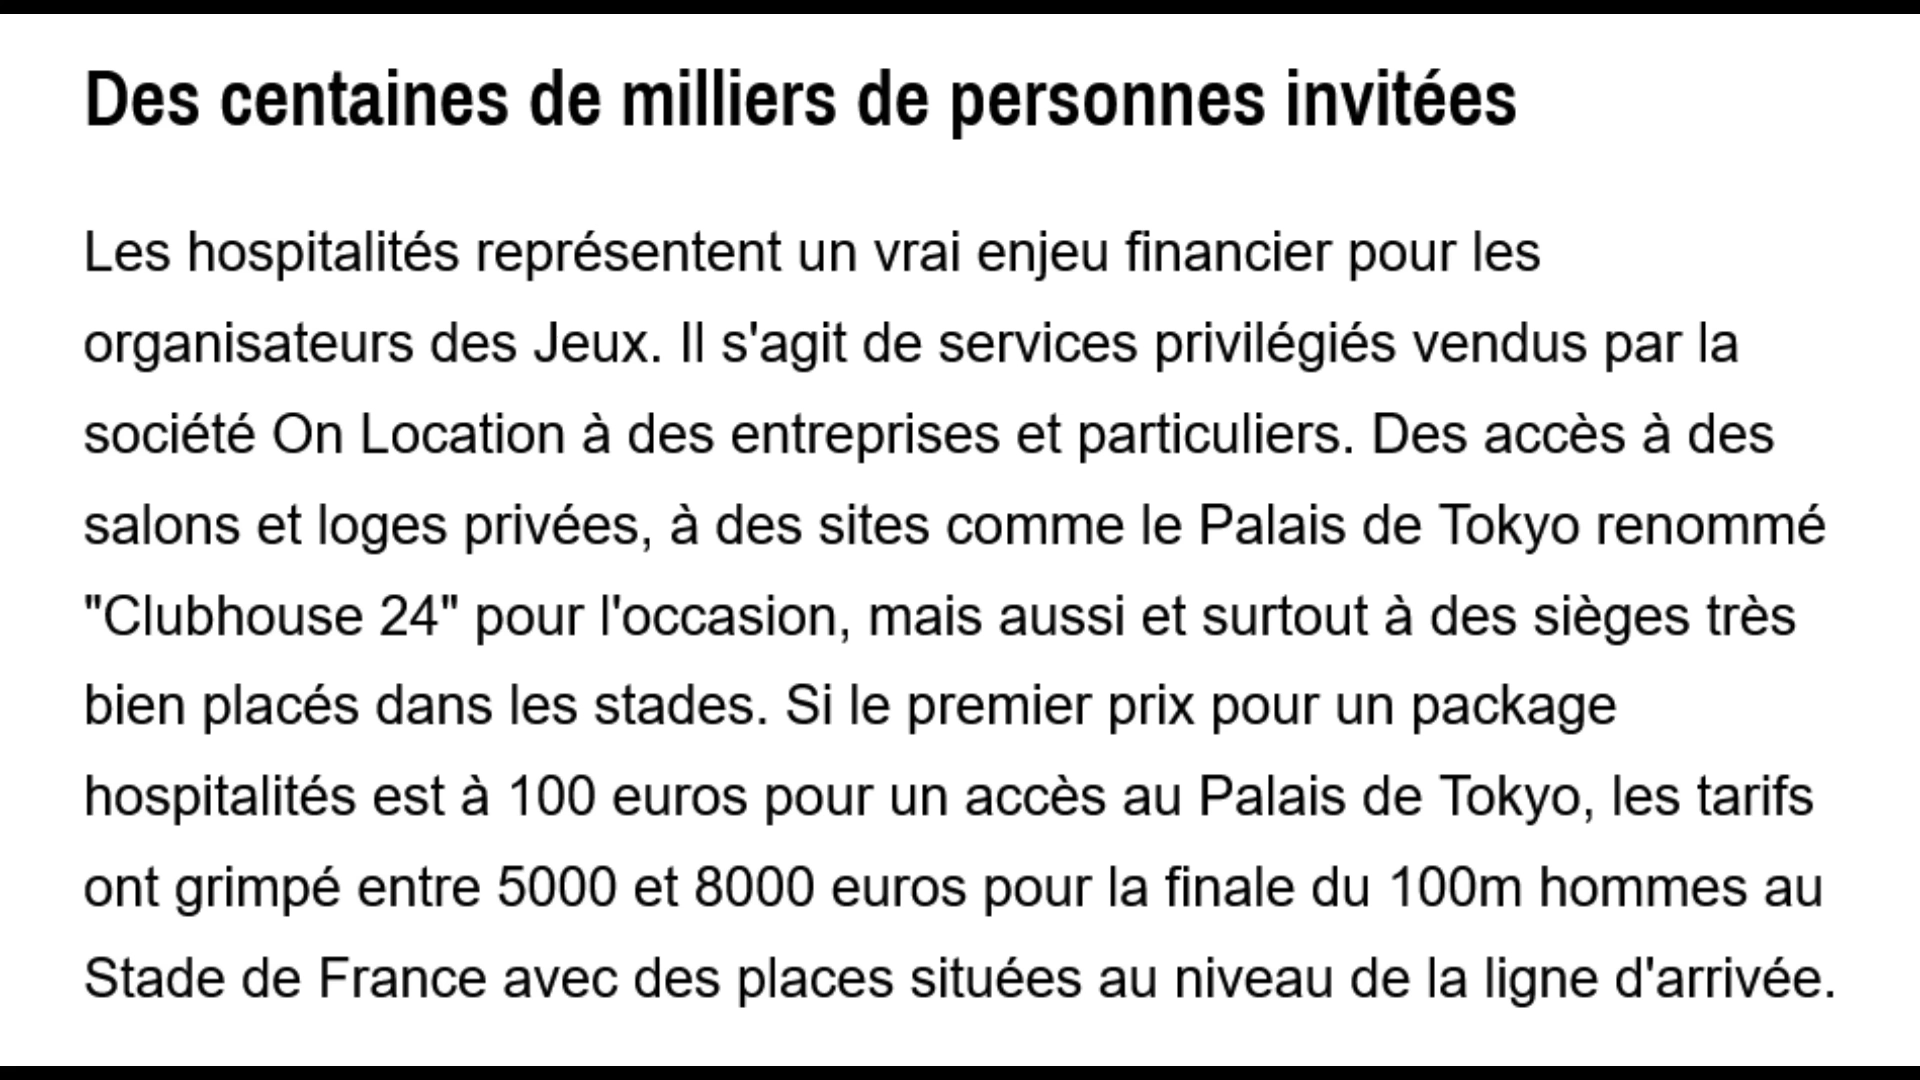 Des centaines de milliers de personnes invitées
Les hospitalités représentent un vrai enjeu financier pour les
organisateurs des Jeux. Il s'agit de services privilégiés vendus par la
société On Location à des entreprises et particuliers. Des accès à des
salons et loges privées, à des sites comme le Palais de Tokyo renommé
"Clubhouse 24" pour l'occasion, mais aussi et surtout à des sièges très
bien placés dans les stades. Si le premier prix pour un package
hospitalités est à 100 euros pour un accès au Palais de Tokyo, les tarifs
ont grimpé entre 5000 et 8000 euros pour la finale du 100m hommes au
Stade de France avec des places situées au niveau de la ligne d'arrivée.